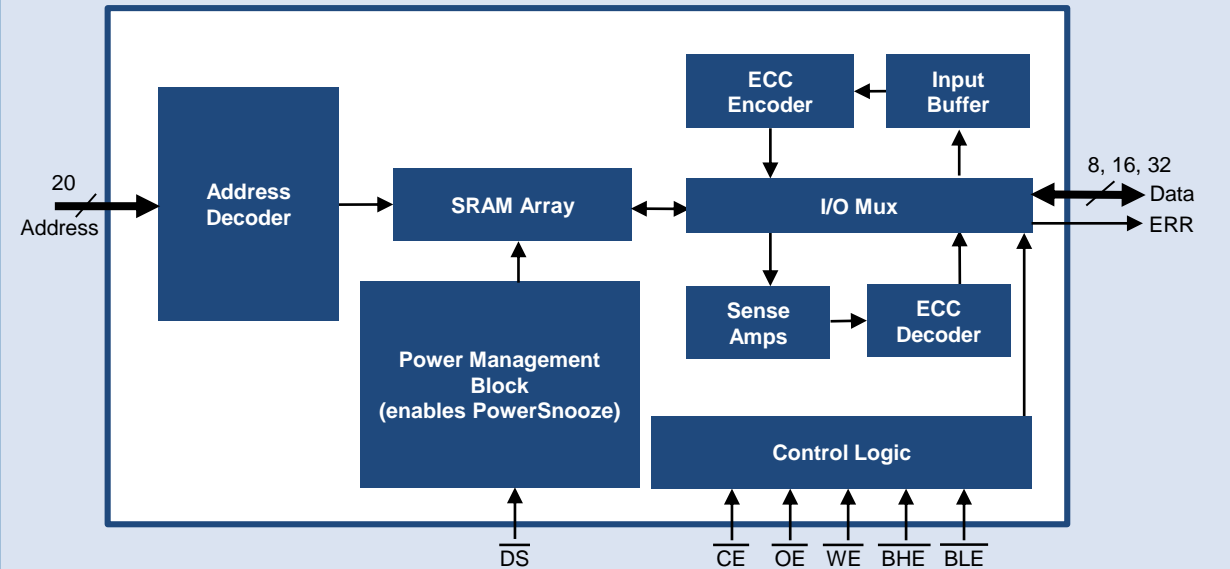 ECC
Encoder
Input
Buffer
20
Address
Address
Decoder
SRAM Array
I/O Mux
8, 16, 32
Data
ERR
Sense
Amps
ECC
Decoder
Power Management
Block
(enables PowerSnooze)
Control Logic
DS
CE
OE
WE
BHE
BLE